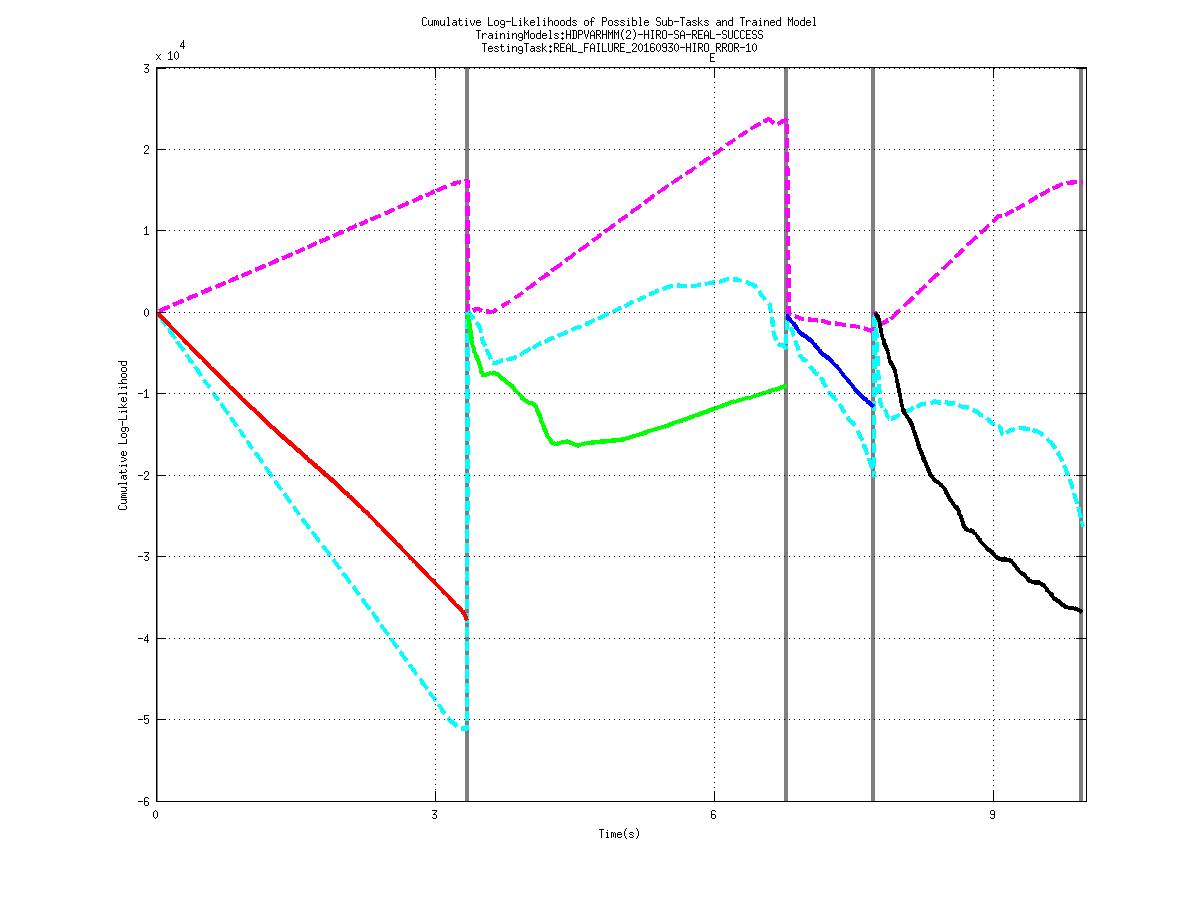 Cumulative Log-Likelihoods of Possible Sub-Tasks and Trained Model
TrainingModels:HDPVARHMM(2)-HIRO-SA-REAL-SUCCESS
TestingTask:REAL_FAILURE_20160930-HIRO_RROR-10
E
x 10^4
3
2
1
0
-1
-2
-3
-4
-5
-6
Cumulative Log-Likelihood
0 3 6 9
Time(s)